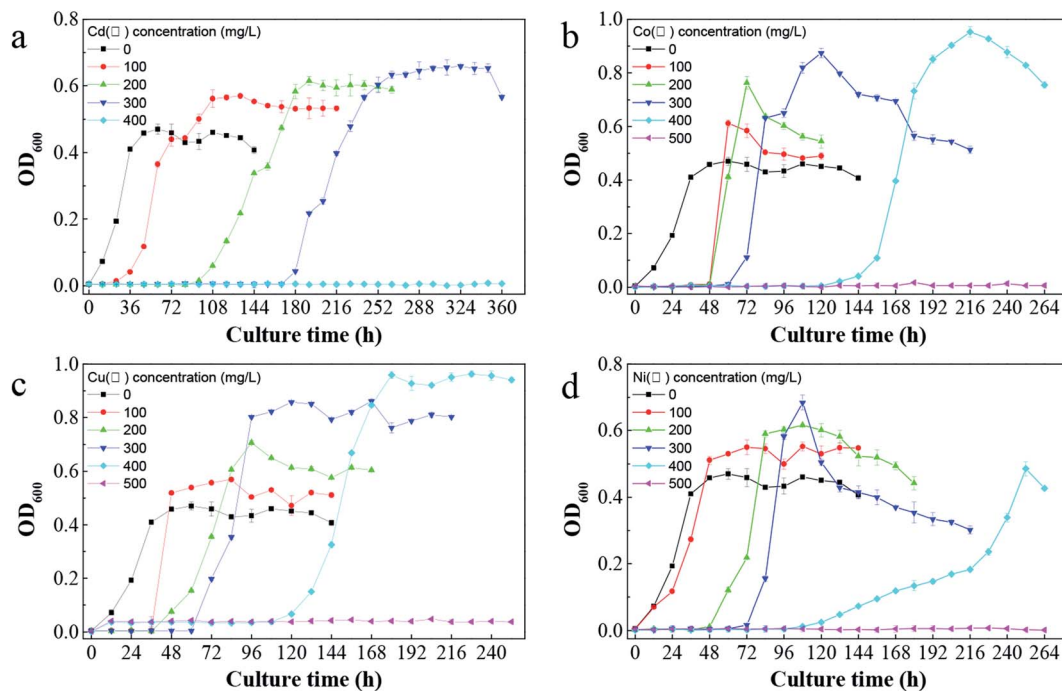 a
Cd(□) concentration (mg/L)
0
100
200
300
400
OD600
0.8
0.6
0.4
0.2
0.0
0 36 72 108 144 180 216 252 288 324 360
Culture time (h)
b
Co(□) concentration (mg/L)
0
100
200
300
400
500
OD600
1.0
0.8
0.6
0.4
0.2
0.0
0 24 48 72 96 120 144 168 192 216 240 264
Culture time (h)
c
Cu(□) concentration (mg/L)
0
100
200
300
400
500
OD600
1.0
0.8
0.6
0.4
0.2
0.0
0 24 48 72 96 120 144 168 192 216 240
Culture time (h)
d
Ni(□) concentration (mg/L)
0
100
200
300
400
500
OD600
0.8
0.6
0.4
0.2
0.0
0 24 48 72 96 120 144 168 192 216 240 264
Culture time (h)